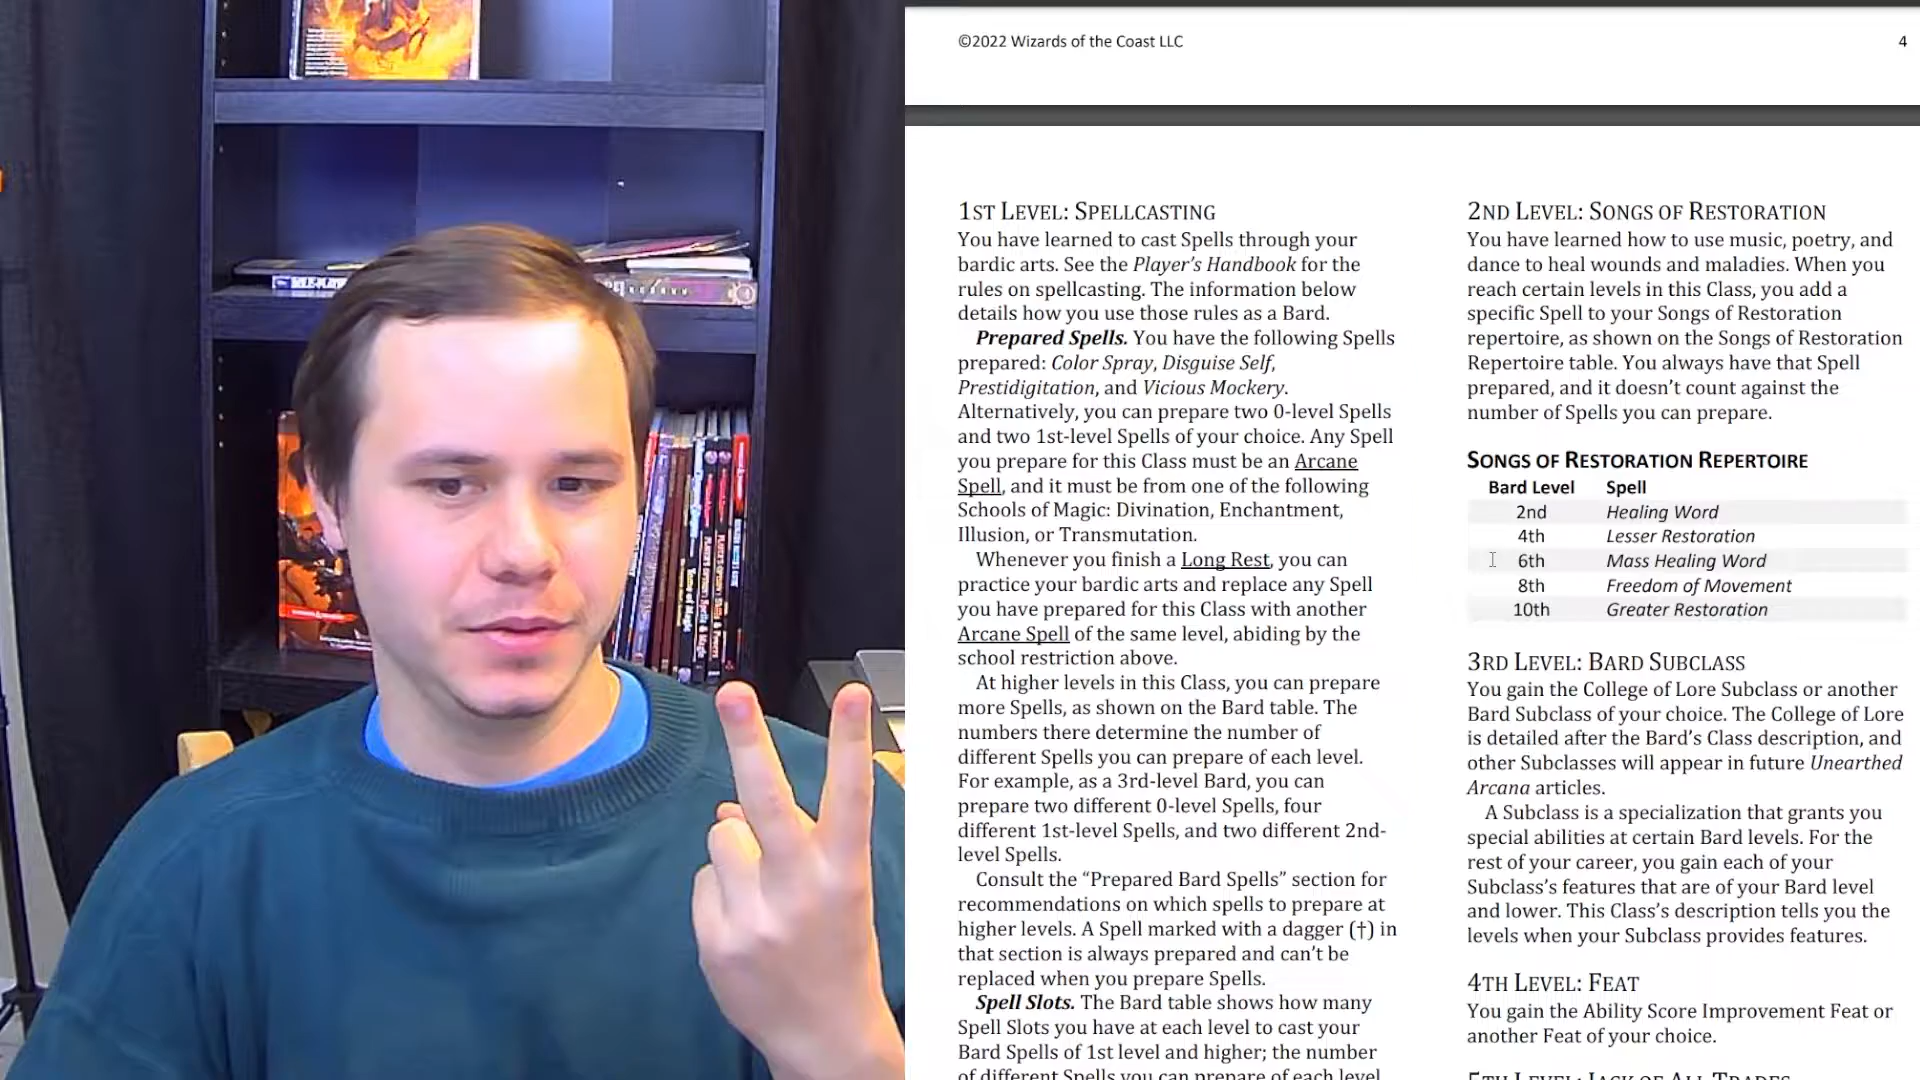 ©2022 Wizards of the Coast LLC
4
1ST LEVEL: SPELLCASTING
You have learned to cast Spells through your
bardic arts. See the Player's Handbook for the
rules on spellcasting. The information below
details how you use those rules as a Bard.
Prepared Spells. You have the following Spells
prepared: Color Spray, Disguise Self,
Prestidigitation, and Vicious Mockery.
Alternatively, you can prepare two 0-level Spells
and two 1st-level Spells of your choice. Any Spell
you prepare for this Class must be an Arcane
Spell, and it must be from one of the following
Schools of Magic: Divination, Enchantment,
Illusion, or Transmutation.
Whenever you finish a Long Rest, you can
practice your bardic arts and replace any Spell
you have prepared for this Class with another
Arcane Spell of the same level, abiding by the
school restriction above.
At higher levels in this Class, you can prepare
more Spells, as shown on the Bard table. The
numbers there determine the number of
different Spells you can prepare of each level.
For example, as a 3rd-level Bard, you can
prepare two different 0-level Spells, four
different 1st-level Spells, and two different 2nd-
level Spells.
Consult the “Prepared Bard Spells” section for
recommendations on which spells to prepare at
higher levels. A Spell marked with a dagger (†) in
that section is always prepared and can't be
replaced when you prepare Spells.
Spell Slots. The Bard table shows how many
Spell Slots you have at each level to cast your
Bard Spells of 1st level and higher; the number
of different Spells you can prepare of each level
2ND LEVEL: SONGS OF RESTORATION
You have learned how to use music, poetry, and
dance to heal wounds and maladies. When you
reach certain levels in this Class, you add a
specific Spell to your Songs of Restoration
repertoire, as shown on the Songs of Restoration
Repertoire table. You always have that Spell
prepared, and it doesn't count against the
number of Spells you can prepare.
SONGS OF RESTORATION REPERTOIRE
Bard Level Spell
2nd Healing Word
4th Lesser Restoration
6th Mass Healing Word
8th Freedom of Movement
10th Greater Restoration
3RD LEVEL: BARD SUBCLASS
You gain the College of Lore Subclass or another
Bard Subclass of your choice. The College of Lore
is detailed after the Bard's Class description, and
other Subclasses will appear in future Unearthed
Arcana articles.
A Subclass is a specialization that grants you
special abilities at certain Bard levels. For the
rest of your career, you gain each of your
Subclass's features that are of your Bard level
and lower. This Class's description tells you the
levels when your Subclass provides features.
4TH LEVEL: FEAT
You gain the Ability Score Improvement Feat or
another Feat of your choice.
5TH LEVEL: JACK OF ALL TRADES